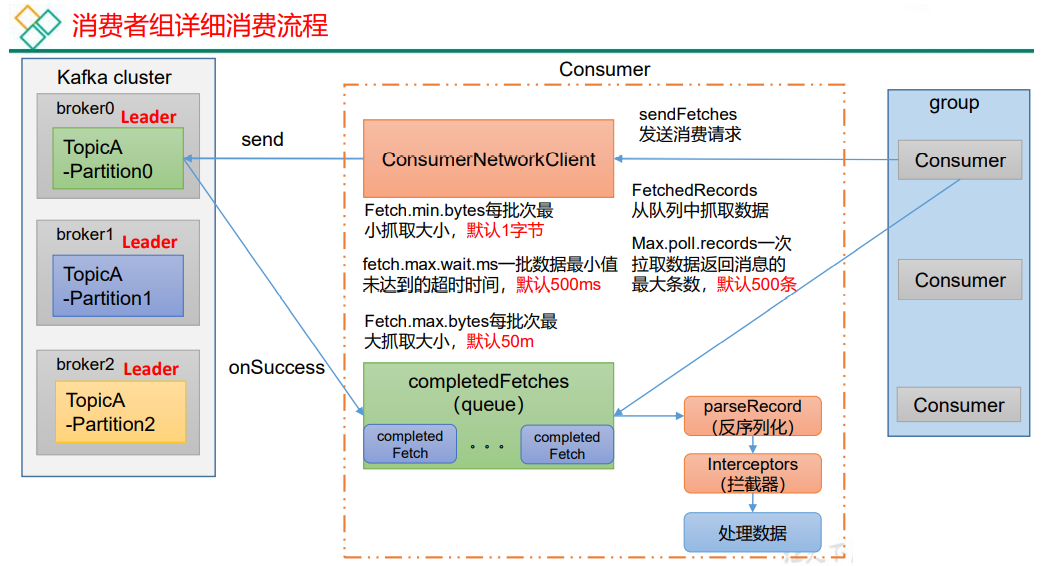 消费者组详细消费流程
Kafka cluster
broker0
Leader
TopicA
-Partition0
broker1
Leader
TopicA
-Partition1
broker2
Leader
TopicA
-Partition2
send
onSuccess
Consumer
ConsumerNetworkClient
Fetch.min.bytes每批次最
小抓取大小，默认1字节
fetch.max.wait.ms一批数据最小值
未达到的超时时间，默认500ms
Fetch.max.bytes每批次最
大抓取大小，默认50m
completedFetches
（queue）
completed
Fetch
• • •
completed
Fetch
sendFetches
发送消费请求
FetchedRecords
从队列中抓取数据
Max.poll.records一次
拉取数据返回消息的
最大条数，默认500条
parseRecord
（反序列化）
Interceptors
（拦截器）
处理数据
group
Consumer
Consumer
Consumer